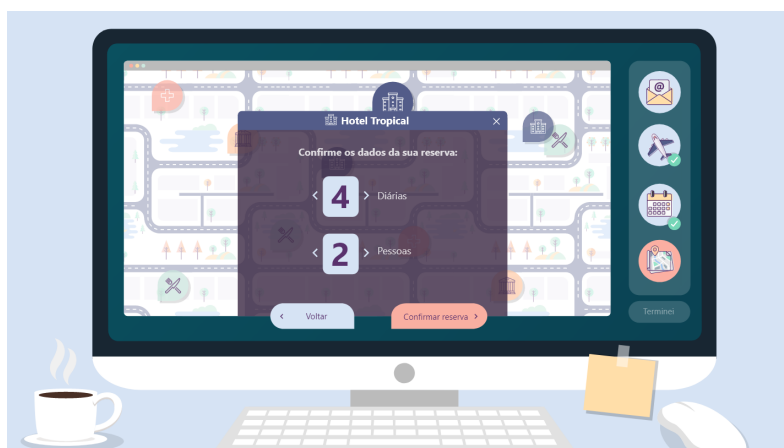 Hotel Tropical
Confirme os dados da sua reserva:
4 Diárias
2 Pessoas
Voltar
Confirmar reserva
Terminei